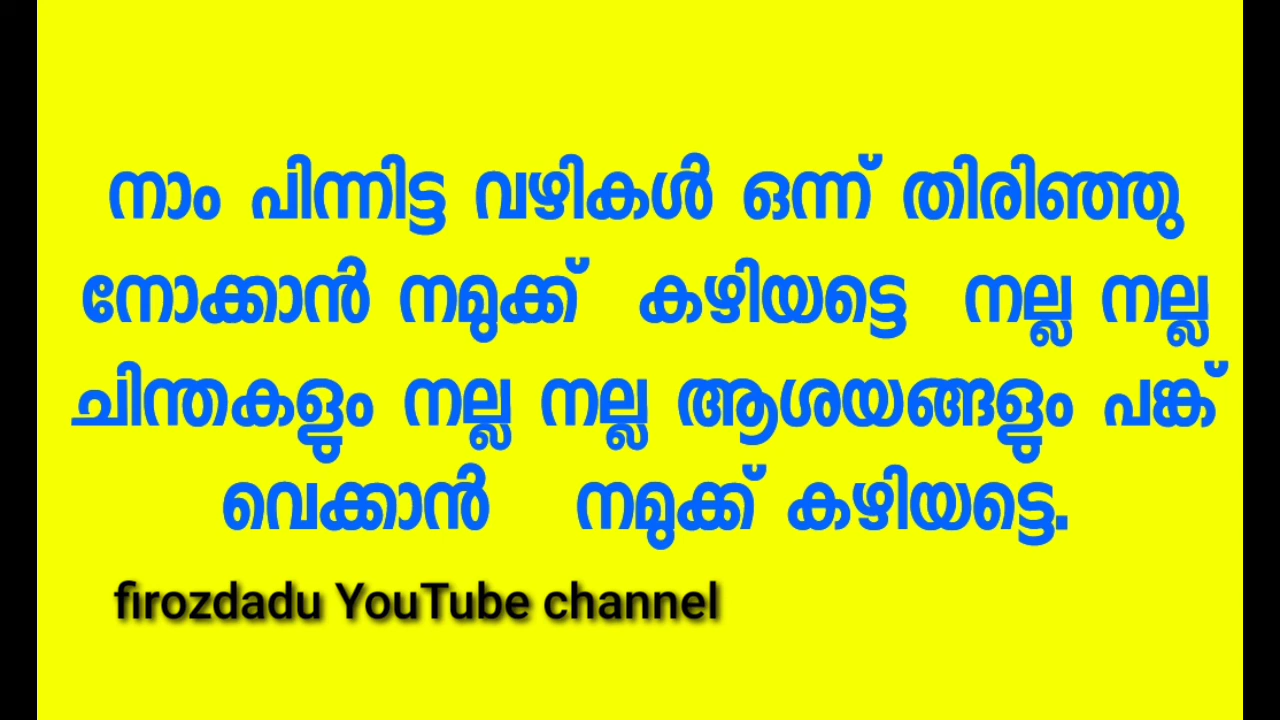 നാം പിന്നിട്ട വഴികൾ ഒന്ന് തിരിഞ്ഞു
നോക്കാൻ നമുക്ക് കഴിയട്ടെ നല്ല നല്ല
ചിന്തകളും നല്ല നല്ല ആശയങ്ങളും പങ്ക്
വെക്കാൻ നമുക്ക് കഴിയട്ടെ.
firozdadu YouTube channel